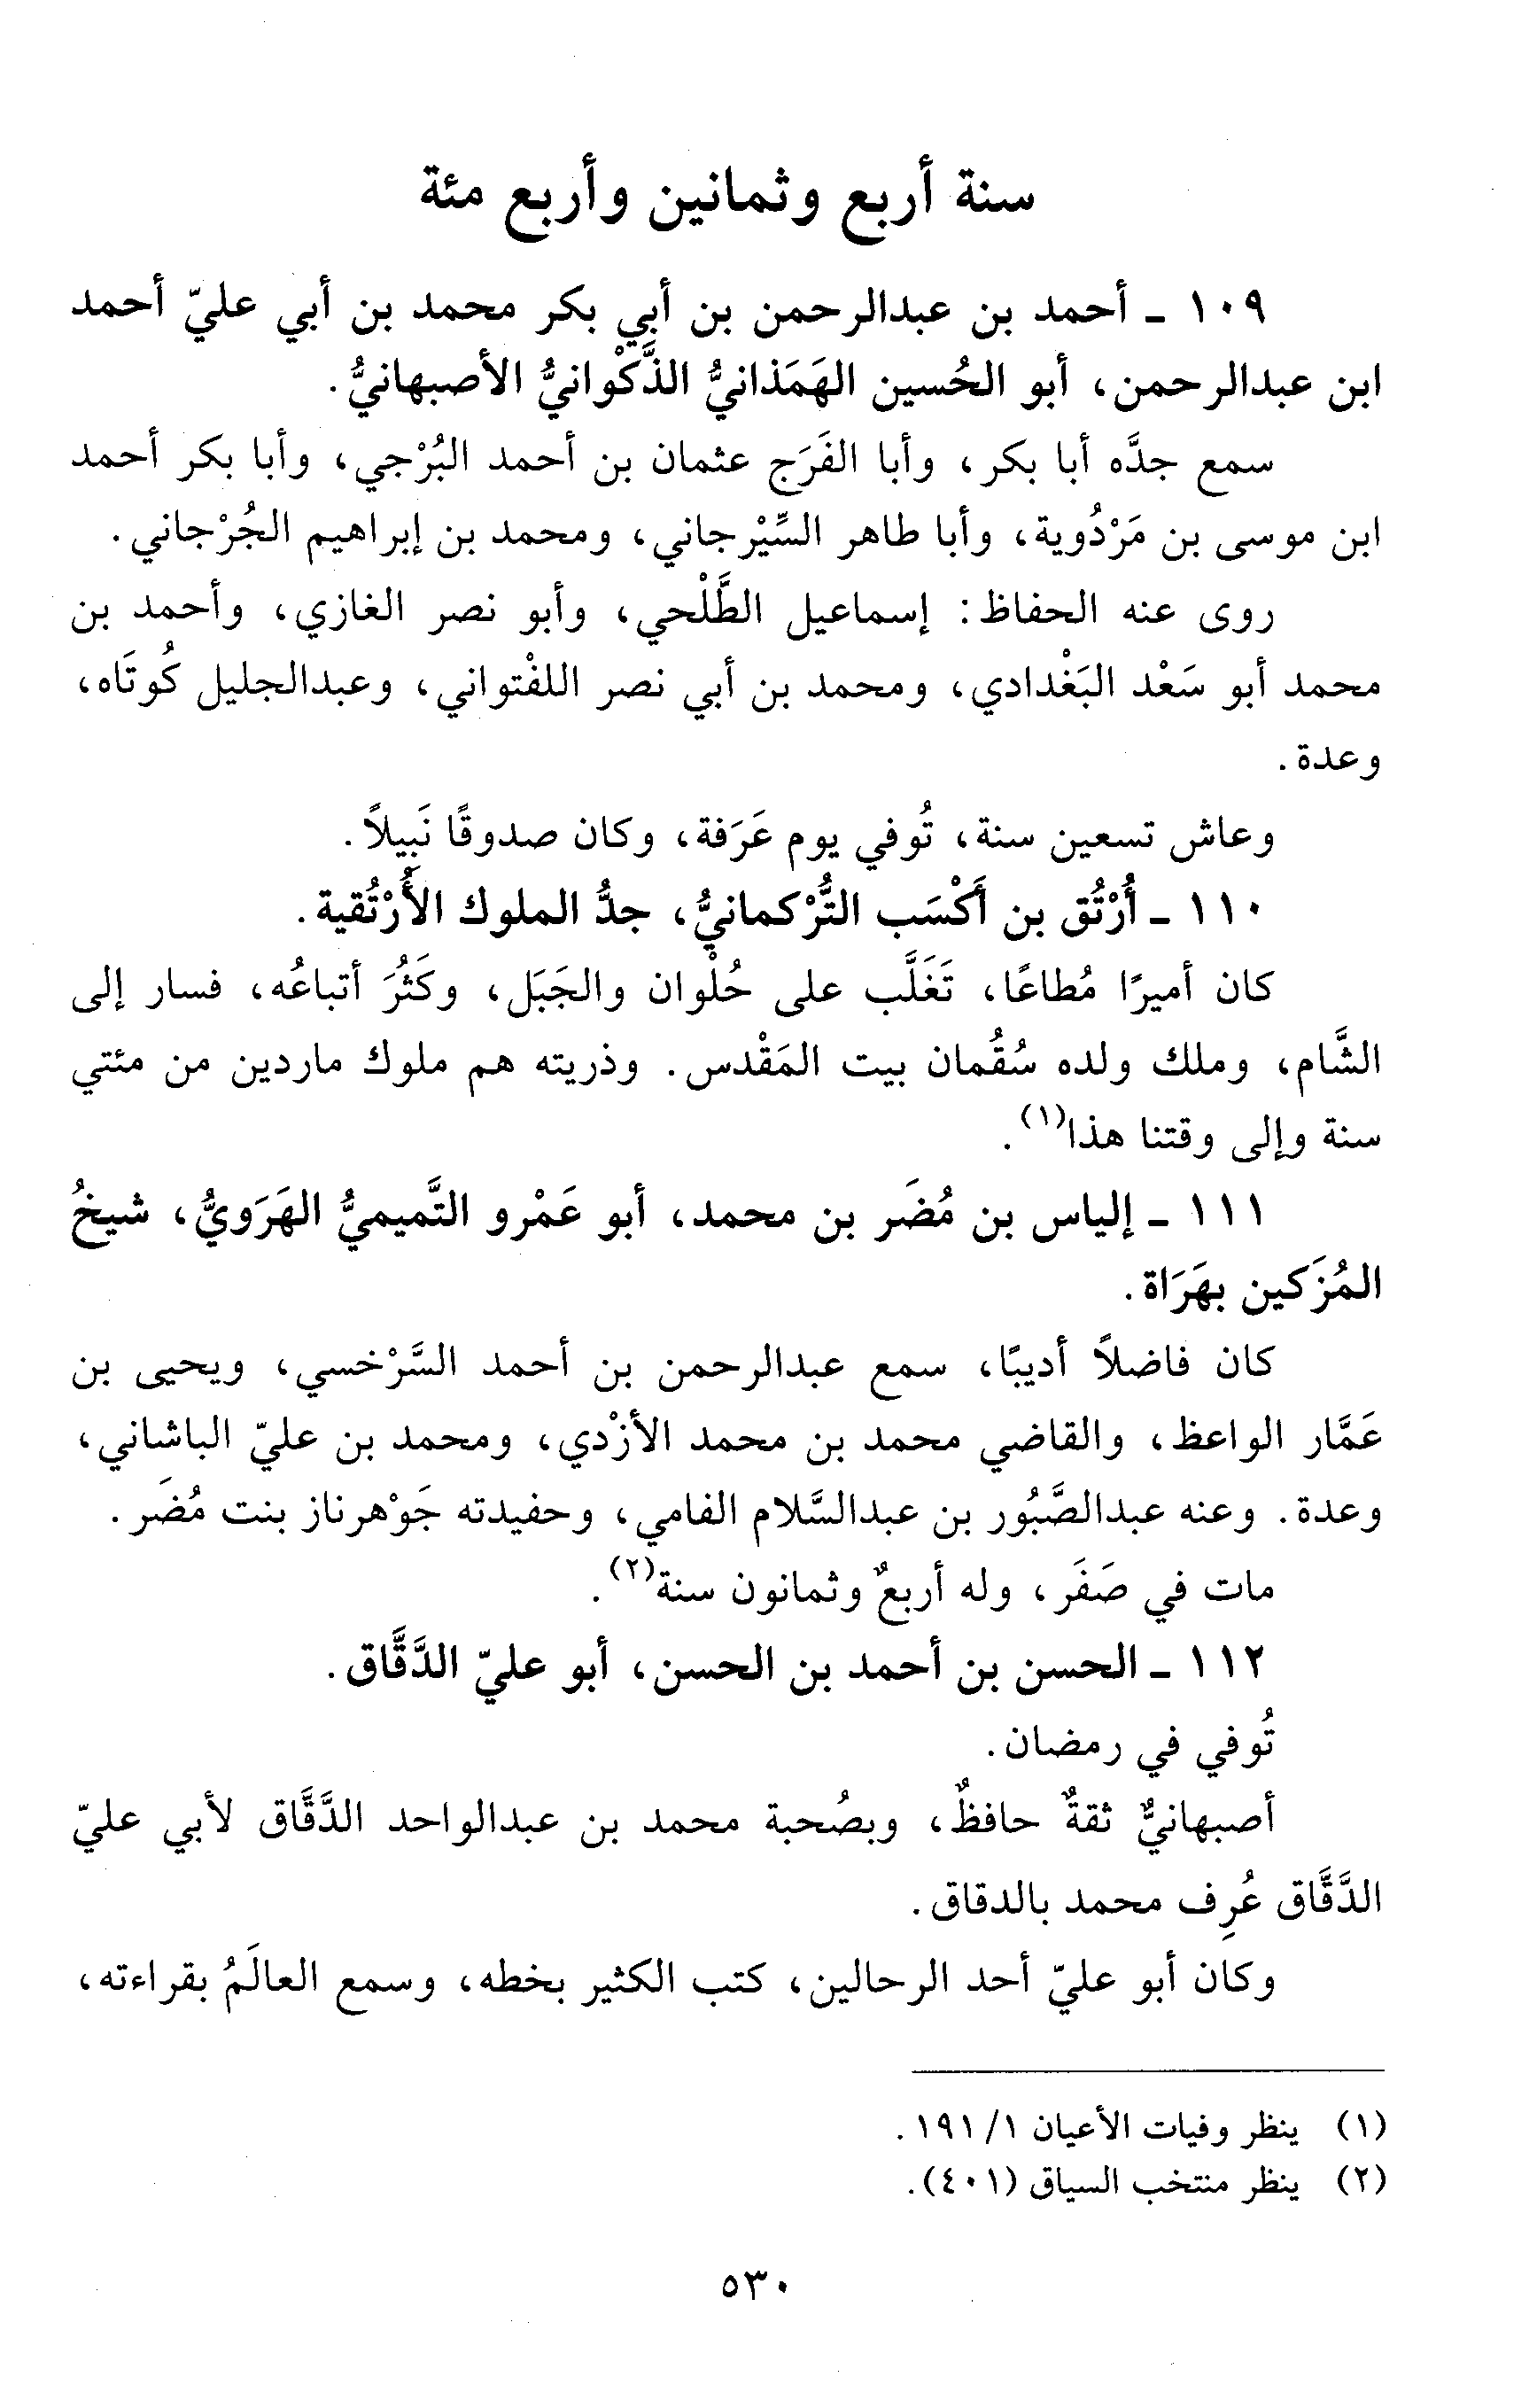 سنة أربع وثمانين وأربع مئة
١٠٩ - أحمد بن عبدالرحمن بن أبي بكر محمد بن أبي عليّ أحمد
ابن عبدالرحمن، أبو الحُسين الهَمَذانيُّ الذَّكْوانيُّ الأصبهانيُّ.
سمع جدَّه أبا بكر، وأبا الفَرَج عثمان بن أحمد البُرْجي، وأبا بكر أحمد
ابن موسى بن مَرْدُوية، وأبا طاهر السِّيْرجاني، ومحمد بن إبراهيم الجُرْجاني.
روى عنه الحفاظ: إسماعيل الطَّلْحي، وأبو نصر الغازي، وأحمد بن
محمد أبو سَعْد البَغْدادي، ومحمد بن أبي نصر اللفْتواني، وعبدالجليل كُوتَاه،
وعدة.
وعاش تسعين سنة، تُوفي يوم عَرَفة، وكان صدوقًا نَبِيلاً.
١١٠ - أُرْتُق بن أَكْسَب التُّرْكمانيُّ، جدُّ الملوك الأُرْتُقية.
كان أميرًا مُطاعًا، تَغَلَّب على حُلْوان والجَبَل، وكَثُرَ أتباعُه، فسار إلى
الشَّام، وملك ولده سُقُمان بيت المَقْدس. وذريته هم ملوك ماردين من مئتي
سنة وإلى وقتنا هذا(١).
١١١ - إلياس بن مُضَر بن محمد، أبو عَمْرو التَّميميُّ الهَرَويُّ، شيخُ
المُزَكين بهَرَاة.
كان فاضلاً أديبًا، سمع عبدالرحمن بن أحمد السَّرْخسي، ويحيى بن
عَمَّار الواعظ، والقاضي محمد بن محمد الأزْدي، ومحمد بن عليّ الباشاني،
وعدة. وعنه عبدالصَّبُور بن عبدالسَّلام الفامي، وحفيدته جَوْهرناز بنت مُضَر.
مات في صَفَر، وله أربعٌ وثمانون سنة(٢).
١١٢ - الحسن بن أحمد بن الحسن، أبو عليّ الدَّقَّاق.
تُوفي في رمضان.
أصبهانيٌّ ثقةٌ حافظٌ، وبصُحبة محمد بن عبدالواحد الدَّقَّاق لأبي عليّ
الدَّقَّاق عُرِف محمد بالدقاق.
وكان أبو عليّ أحد الرحالين، كتب الكثير بخطه، وسمع العالَمُ بقراءته،
(١) ينظر وفيات الأعيان ١/ ١٩١.
(٢) ينظر منتخب السياق (٤٠١).
٥٣٠